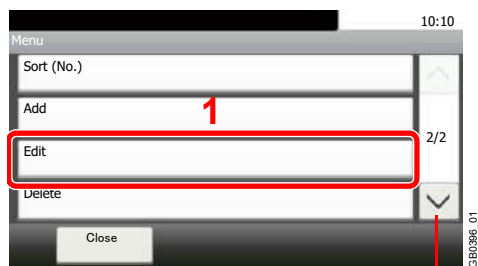 10:10
Menu
Sort (No.)
Add
1
2/2
Edit
Delete
Close
GB0396_01